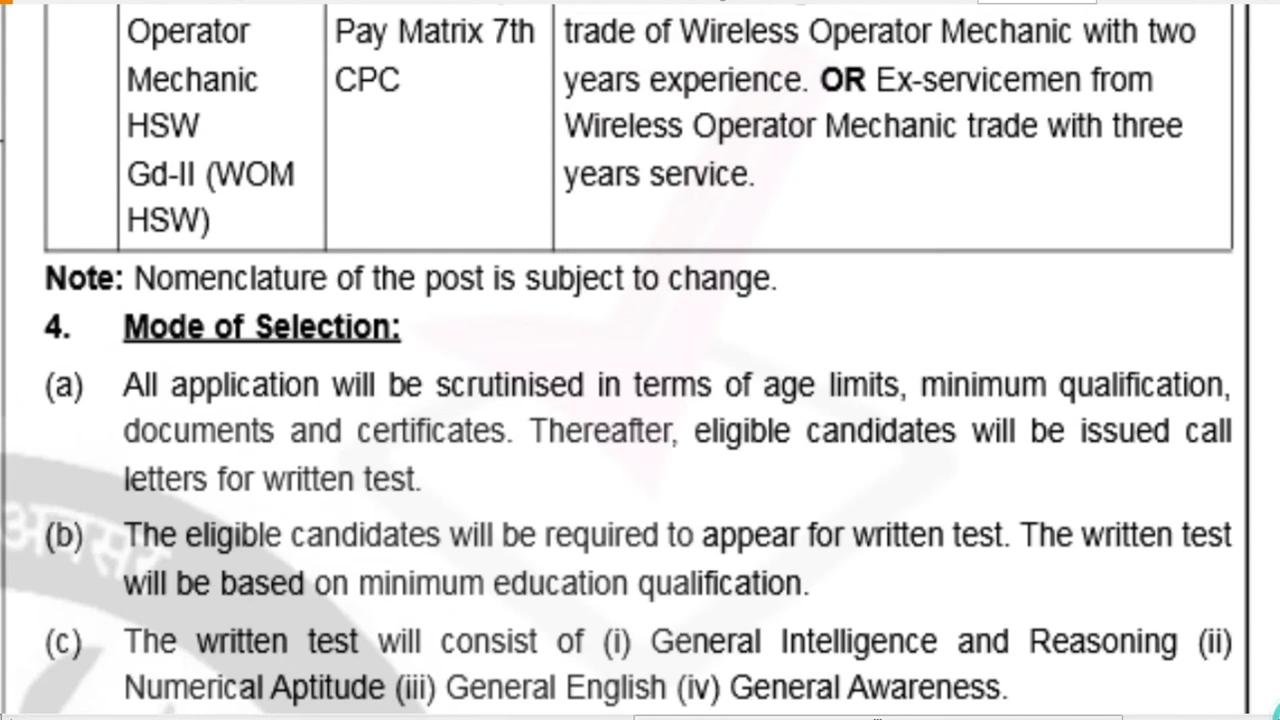 Operator
Mechanic
HSW
Gd-II (WOM
HSW)
Pay Matrix 7th
CPC
trade of Wireless Operator Mechanic with two
years experience. OR Ex-servicemen from
Wireless Operator Mechanic trade with three
years service.
Note: Nomenclature of the post is subject to change.
4. Mode of Selection:
(a) All application will be scrutinised in terms of age limits, minimum qualification,
documents and certificates. Thereafter, eligible candidates will be issued call
letters for written test.
(b) The eligible candidates will be required to appear for written test. The written test
will be based on minimum education qualification.
(c) The written test will consist of (i) General Intelligence and Reasoning (ii)
Numerical Aptitude (iii) General English (iv) General Awareness.